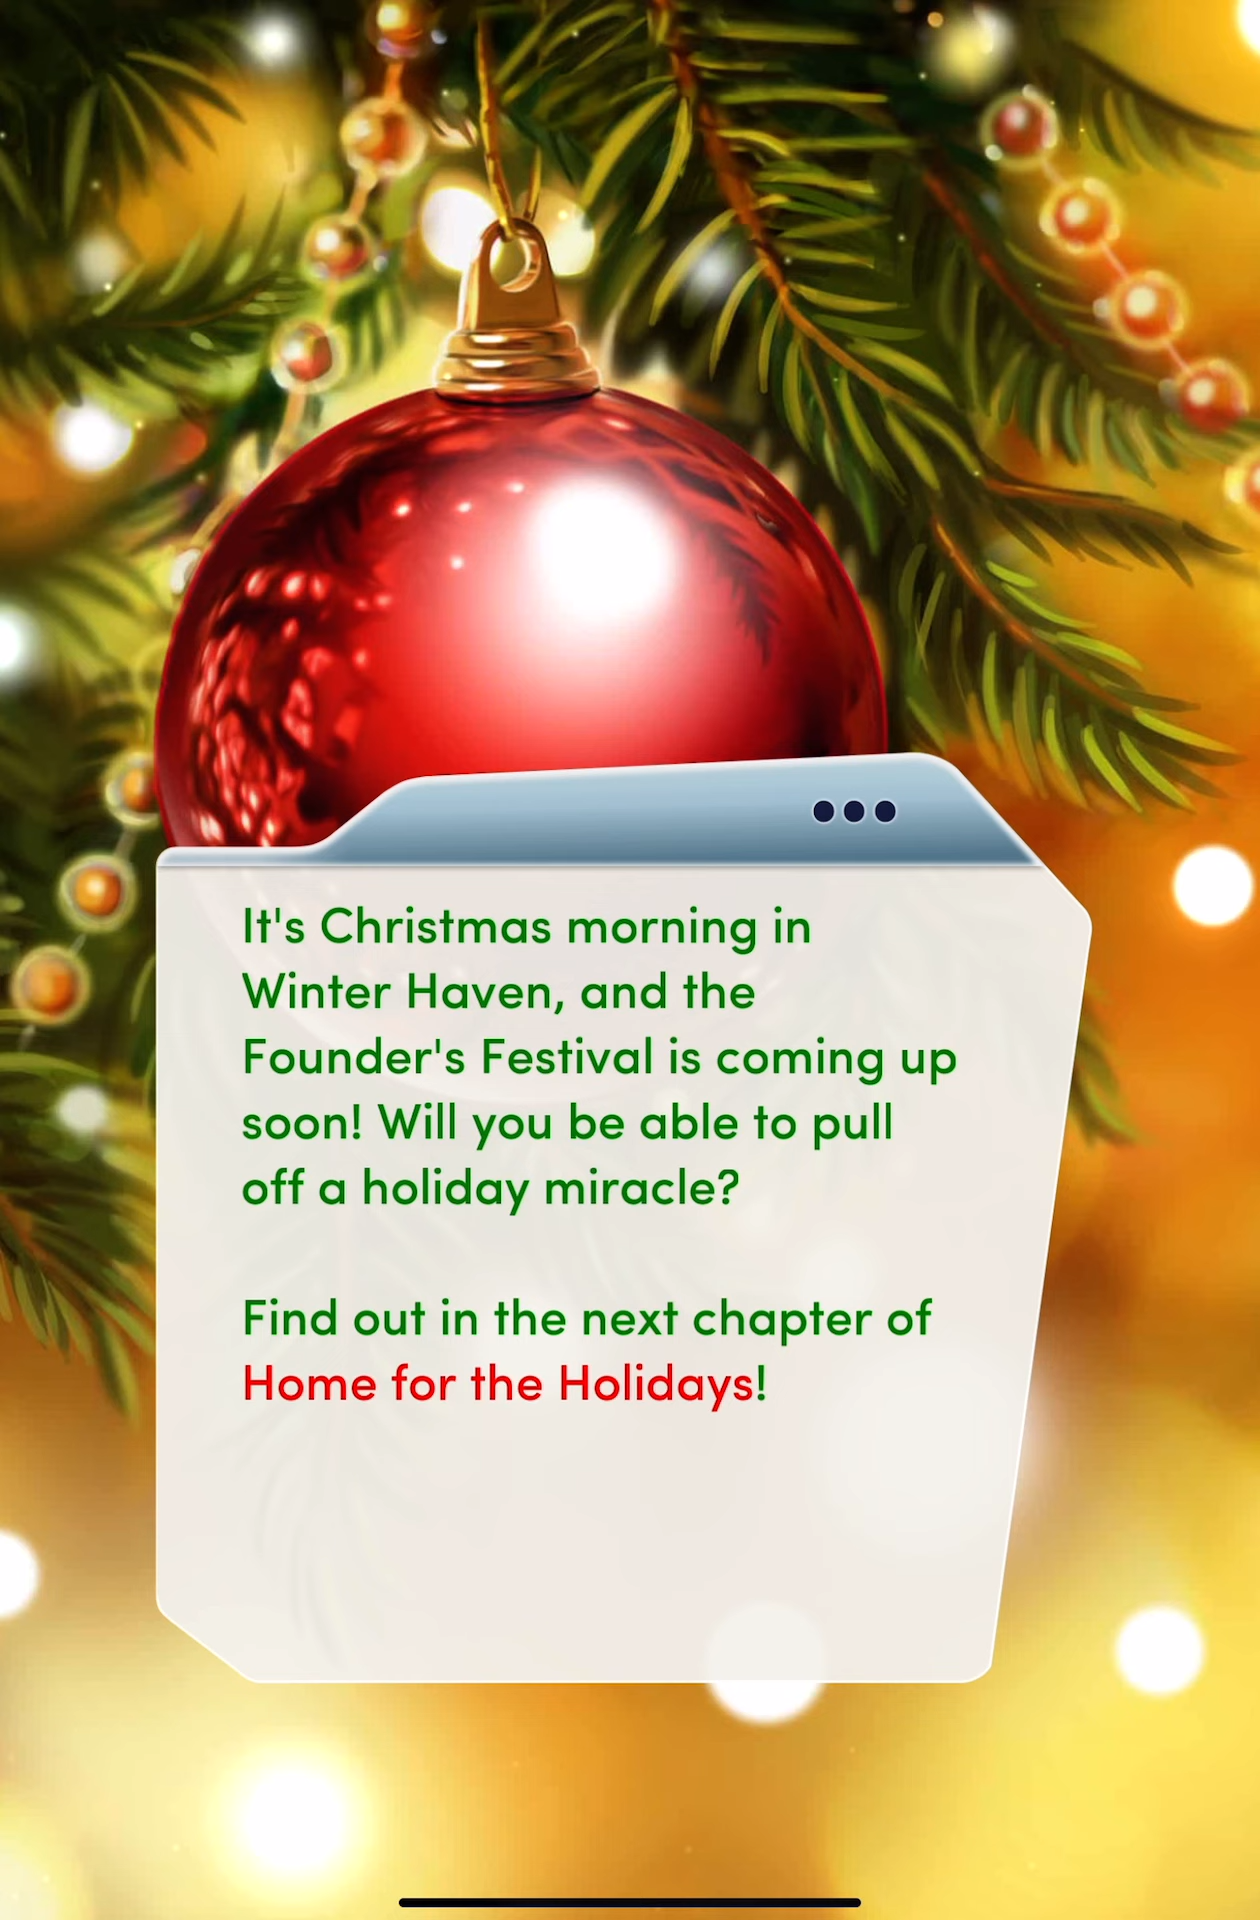 It's Christmas morning in
Winter Haven, and the
Founder's Festival is coming up
soon! Will you be able to pull
off a holiday miracle?
Find out in the next chapter of
Home for the Holidays!